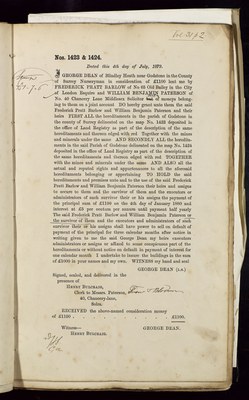 Nos. 1423 & 1424.
Dated this 4th day of July, 1879.
I GEORGE DEAN of Hindley Heath near Godstone in the County
of Surrey Nurseryman in consideration of £1100 lent me by
FREDERICK PRATT BARLOW of No 69 Old Bailey in the City
of London Esquire and WILLIAM BENJAMIN PATERSON of
No. 40 Chancery Lane Middlesex Solicitor out of moneys belong-
ing to them on a joint account DO hereby grant unto them the said
Frederick Pratt Barlow and William Benjamin Paterson and their
heirs FIRST ALL the hereditaments in the parish of Godstone in
the county of Surrey delineated on the map No. 1423 deposited in
the office of Land Registry as part of the description of the same
hereditaments and thereon edged with red Together with the mines
and minerals under the same AND SECONDLY ALL the heredita-
ments in the said Parish of Godstone delineated on the map No. 1424
deposited in the office of Land Registry as part of the description of
the same hereditaments and thereon edged with red TOGETHER
with the mines and minerals under the same AND ALSO all the
actual and reputed rights and appurtenances to all the aforesaid
hereditaments belonging or appertaining TO HOLD the said
hereditaments and premises unto and to the use of the said Frederick
Pratt Barlow and William Benjamin Paterson their heirs and assigns
to secure to them and the survivor of them and the executors or
administrators of such survivor their or his assigns the payment of
the principal sum of £1100 on the 4th day of January 1880 and
interest at £5 per centum per annum until payment half yearly
The said Frederick Pratt Barlow and William Benjamin Paterson or
the survivor of them and the executors and administrators of such
survivor their or his assigns shall have power to sell on default of
payment of the principal for three calendar months after notice in
writing given to me the said George Dean my heirs executors
administrators or assigns or affixed to some conspicuous part of the
hereditaments or without notice on default in payment of interest for
one calendar month I undertake to insure the buildings in the sum
of £1000 in your names and my own. WITNESS my hand and seal
GEORGE DEAN (L.S.)
Signed, sealed, and delivered in the
presence of
Clerk to Messrs. Paterson,
40, Chancery-lane,
Solrs.
RECEIVED the above-named consideration money
of £1100 £1100.
Witness—
GEORGE DEAN.